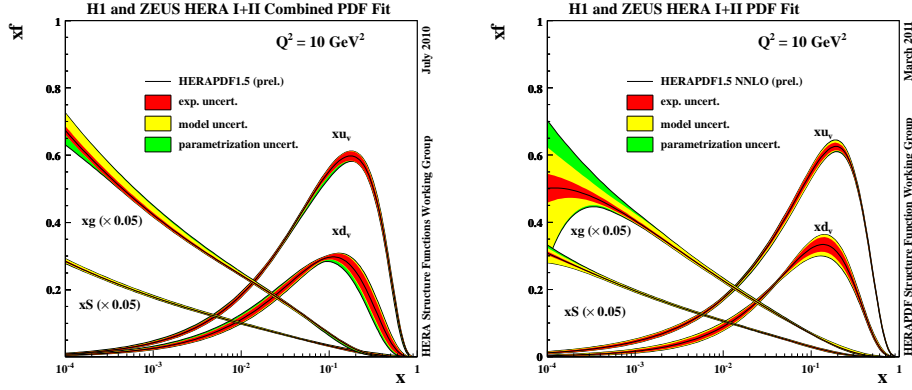 H1 and ZEUS HERA I+II Combined PDF Fit
xf
1
0.8
0.6
0.4
0.2
0
Q² = 10 GeV²
HERAPDF1.5 (prel.)
exp. uncert.
model uncert.
parametrization uncert.
xuᵥ
xdᵥ
xg (× 0.05)
xS (× 0.05)
10⁻⁴
10⁻³
10⁻²
10⁻¹
1
x
HERA Structure Functions Working Group
July 2010
H1 and ZEUS HERA I+II PDF Fit
xf
1
0.8
0.6
0.4
0.2
0
Q² = 10 GeV²
HERAPDF1.5 NNLO (prel.)
exp. uncert.
model uncert.
parametrization uncert.
xuᵥ
xdᵥ
xg (× 0.05)
xS (× 0.05)
10⁻⁴
10⁻³
10⁻²
10⁻¹
1
x
HERAPDF Structure Function Working Group
March 2011